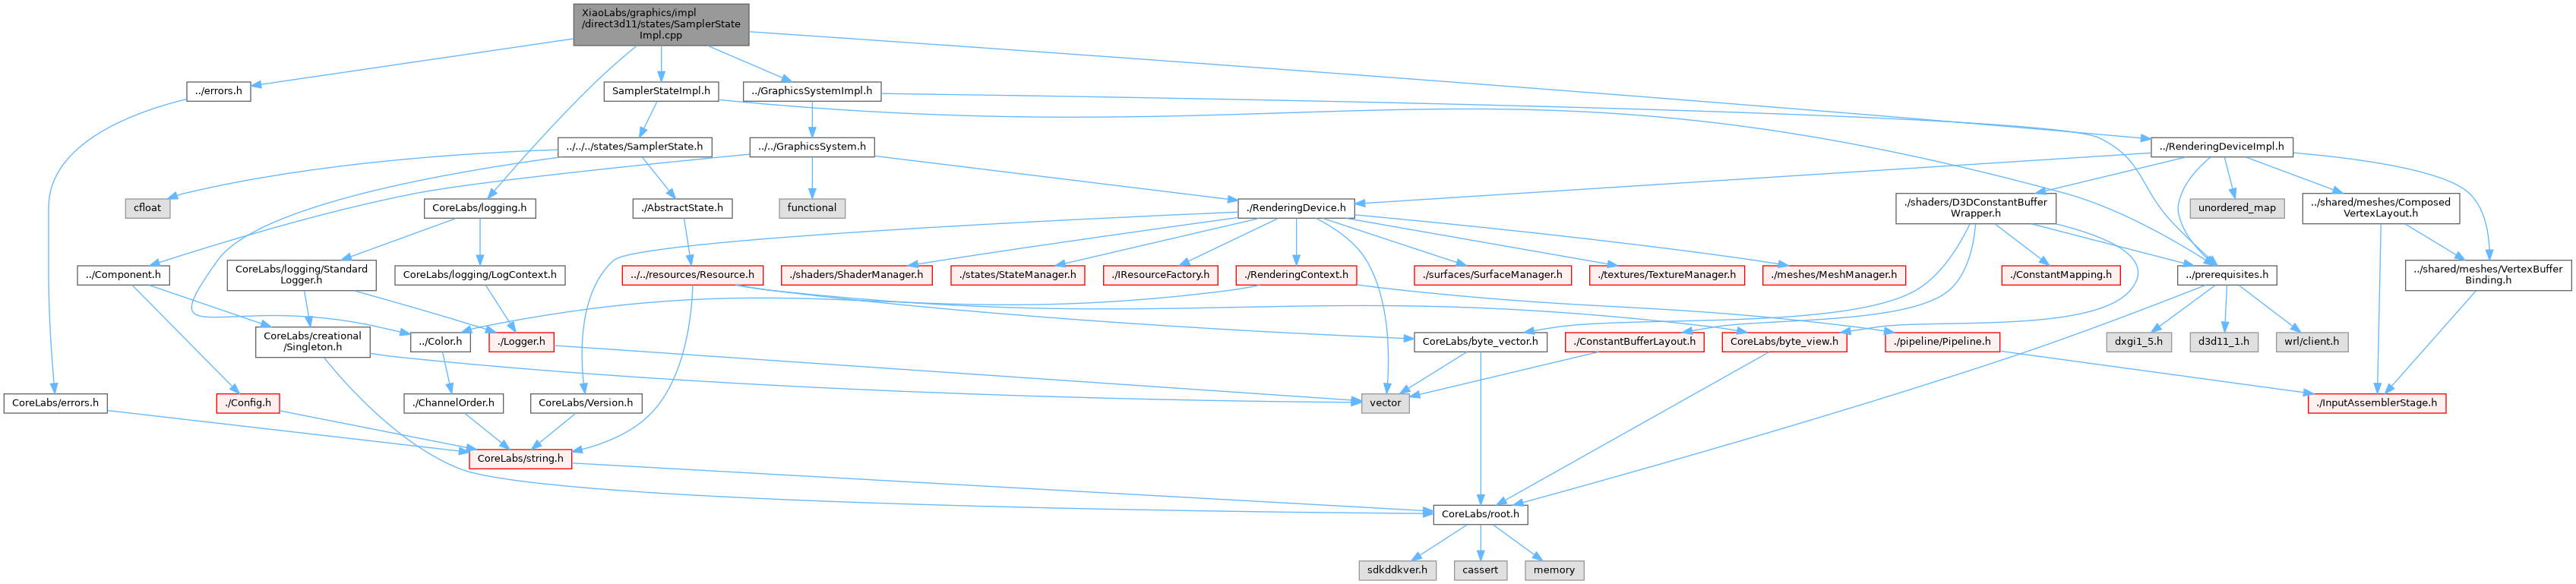 XiaoLabs/graphics/impl
/direct3d11/states/SamplerState
Impl.cpp
../errors.h
SamplerStateImpl.h
../GraphicsSystemImpl.h
../../../states/SamplerState.h
../../GraphicsSystem.h
../RenderingDeviceImpl.h
cfloat
CoreLabs/logging.h
./AbstractState.h
functional
./RenderingDevice.h
./shaders/D3DConstantBuffer
Wrapper.h
unordered_map
../shared/meshes/Composed
VertexLayout.h
../Component.h
CoreLabs/logging/Standard
Logger.h
CoreLabs/logging/LogContext.h
../../resources/Resource.h
./shaders/ShaderManager.h
./states/StateManager.h
./IResourceFactory.h
./RenderingContext.h
./surfaces/SurfaceManager.h
./textures/TextureManager.h
./meshes/MeshManager.h
./ConstantMapping.h
../prerequisites.h
../shared/meshes/VertexBuffer
Binding.h
CoreLabs/creational
/Singleton.h
../Color.h
./Logger.h
CoreLabs/byte_vector.h
./ConstantBufferLayout.h
CoreLabs/byte_view.h
./pipeline/Pipeline.h
dxgi1_5.h
d3d11_1.h
wrl/client.h
CoreLabs/errors.h
./Config.h
./ChannelOrder.h
CoreLabs/Version.h
vector
./InputAssemblerStage.h
CoreLabs/string.h
CoreLabs/root.h
sdkddkver.h
cassert
memory